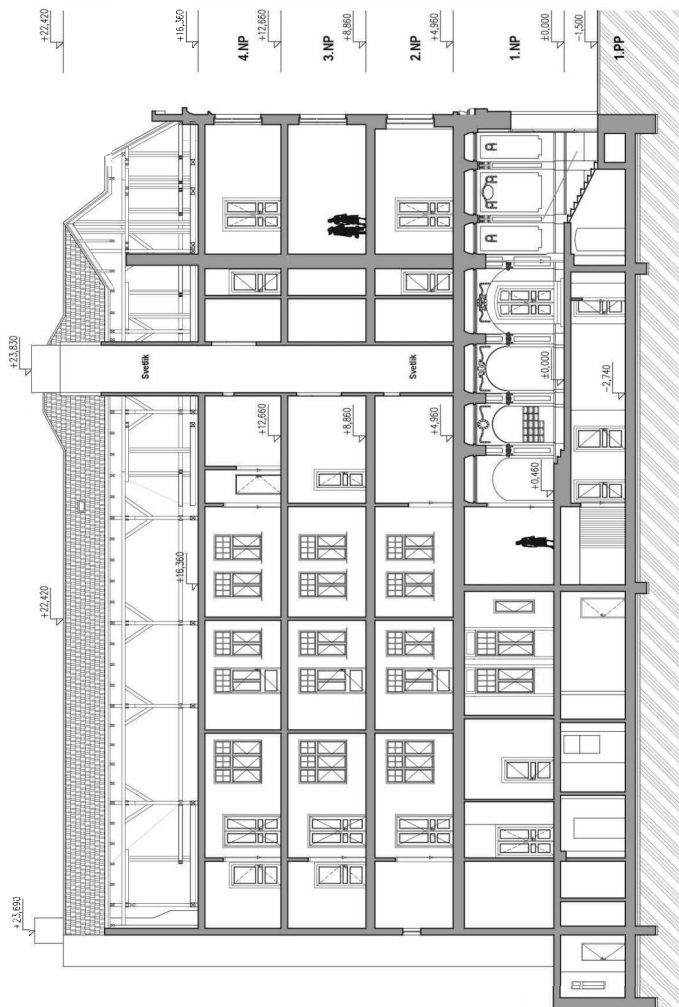 +22,420
+16,360
4.NP
+12,660
3.NP
+8,860
2.NP
+4,960
1.NP
±0,000
−1,500
1.PP
+23,830
Svetlík
Svetlík
+12,660
+8,860
+4,960
±0,000
−2,740
+0,460
+22,420
+16,360
+23,690
A
A
A